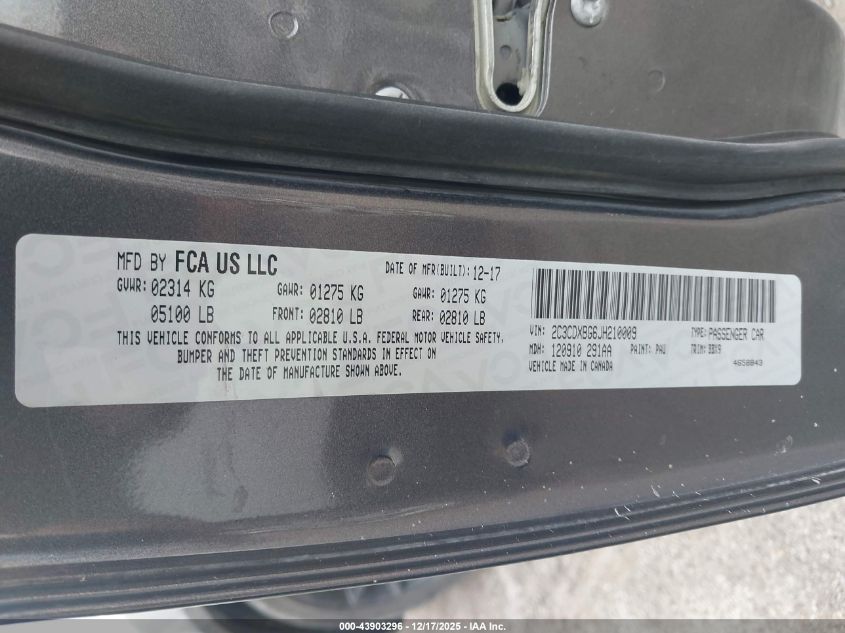 MFD BY FCA US LLC
DATE OF MFR(BUILT): 12-17
GVWR: 02314 KG
GAWR: 01275 KG
GAWR: 01275 KG
05100 LB
FRONT: 02810 LB
REAR: 02810 LB
THIS VEHICLE CONFORMS TO ALL APPLICABLE U.S.A. FEDERAL MOTOR VEHICLE SAFETY,
BUMPER AND THEFT PREVENTION STANDARDS IN EFFECT ON
THE DATE OF MANUFACTURE SHOWN ABOVE.
VIN: 2C3CDXBG6JH210009
TYPE: PASSENGER CAR
MDH: 120910 291AA
PAINT: PAU
TRIM: BBX9
VEHICLE MADE IN CANADA
4658843
000-43903296 - 12/17/2025 - IAA Inc.